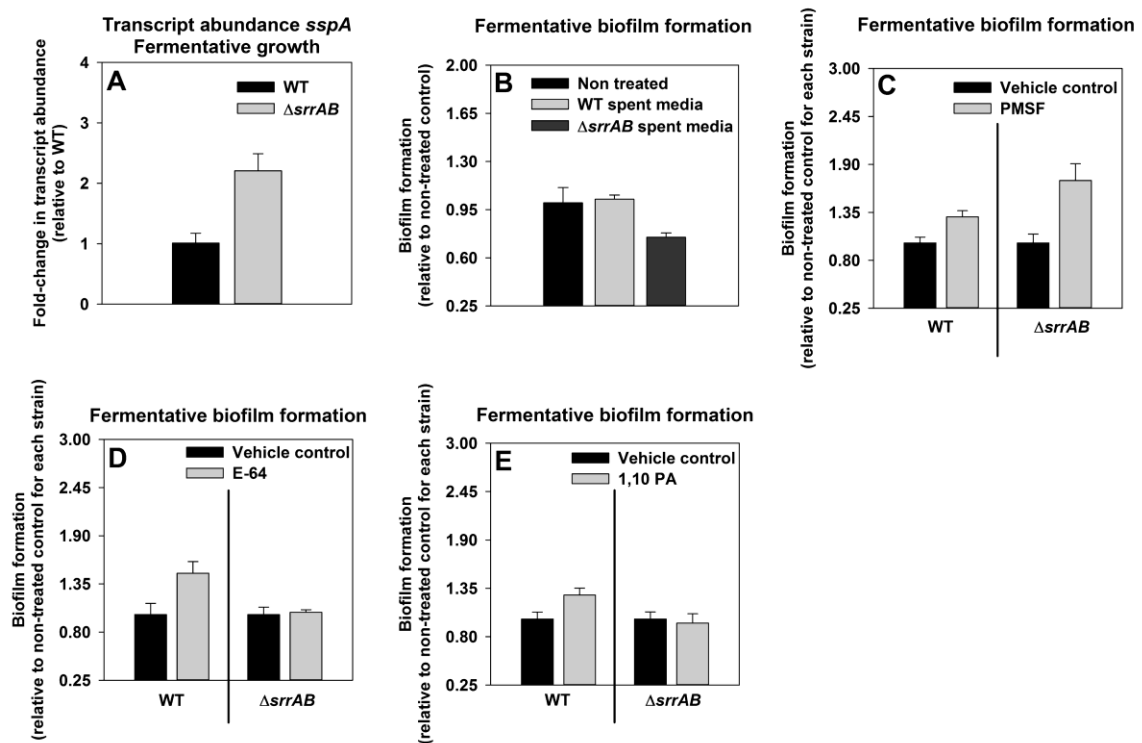 Transcript abundance sspA
Fermentative growth
A
WT
ΔsrrAB
Fold-change in transcript abundance
(relative to WT)
4
3
2
1
0
Fermentative biofilm formation
B
Non treated
WT spent media
ΔsrrAB spent media
Biofilm formation
(relative to non-treated control)
2.00
1.65
1.30
0.95
0.60
0.25
Fermentative biofilm formation
C
Vehicle control
PMSF
Biofilm formation
(relative to non-treated control for each strain)
3.00
2.45
1.90
1.35
0.80
0.25
WT
ΔsrrAB
Fermentative biofilm formation
D
Vehicle control
E-64
Biofilm formation
(relative to non-treated control for each strain)
3.00
2.45
1.90
1.35
0.80
0.25
WT
ΔsrrAB
Fermentative biofilm formation
E
Vehicle control
1,10 PA
Biofilm formation
(relative to non-treated control for each strain)
3.00
2.45
1.90
1.35
0.80
0.25
WT
ΔsrrAB